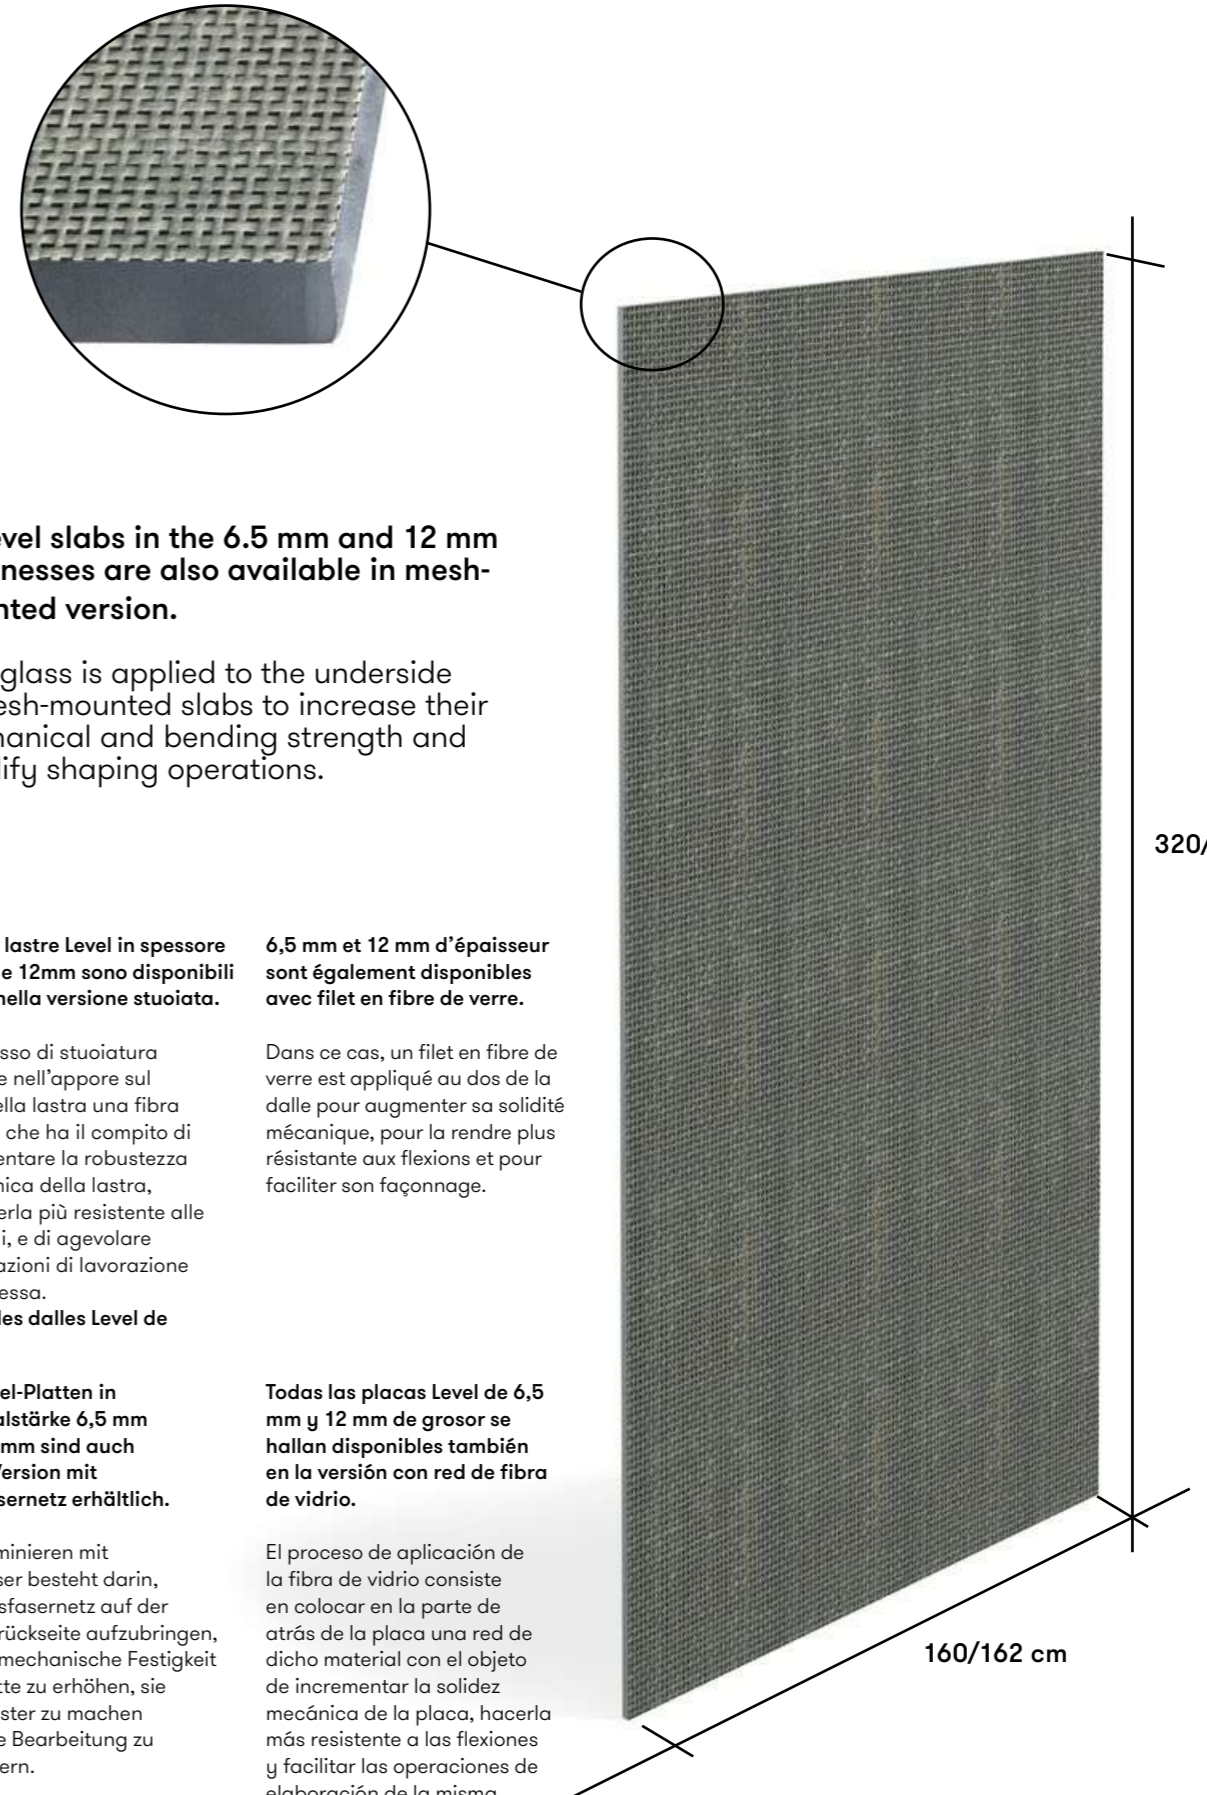 vel slabs in the 6.5 mm and 12 mm
nesses are also available in mesh-
nted version.
glass is applied to the underside
esh-mounted slabs to increase their
hanical and bending strength and
lify shaping operations.
320/
lastre Level in spessore
e 12mm sono disponibili
nella versione stuoiata.
sso di stuoiatura
e nell'appore sul
ella lastra una fibra
che ha il compito di
entare la robustezza
nica della lastra,
erla più resistente alle
i, e di agevolare
azioni di lavorazione
essa.
les dalles Level de
6,5 mm et 12 mm d'épaisseur
sont également disponibles
avec filet en fibre de verre.
Dans ce cas, un filet en fibre de
verre est appliqué au dos de la
dalle pour augmenter sa solidité
mécanique, pour la rendre plus
résistante aux flexions et pour
faciliter son façonnage.
el-Platten in
alstärke 6,5 mm
mm sind auch
Version mit
sernetz erhältlich.
minieren mit
ser besteht darin,
sfasernetz auf der
rückseite aufzubringen,
mechanische Festigkeit
tte zu erhöhen, sie
ster zu machen
e Bearbeitung zu
ern.
Todas las placas Level de 6,5
mm y 12 mm de grosor se
hallan disponibles también
en la versión con red de fibra
de vidrio.
El proceso de aplicación de
la fibra de vidrio consiste
en colocar en la parte de
atrás de la placa una red de
dicho material con el objeto
de incrementar la solidez
mecánica de la placa, hacerla
más resistente a las flexiones
y facilitar las operaciones de
elaboración de la misma
160/162 cm